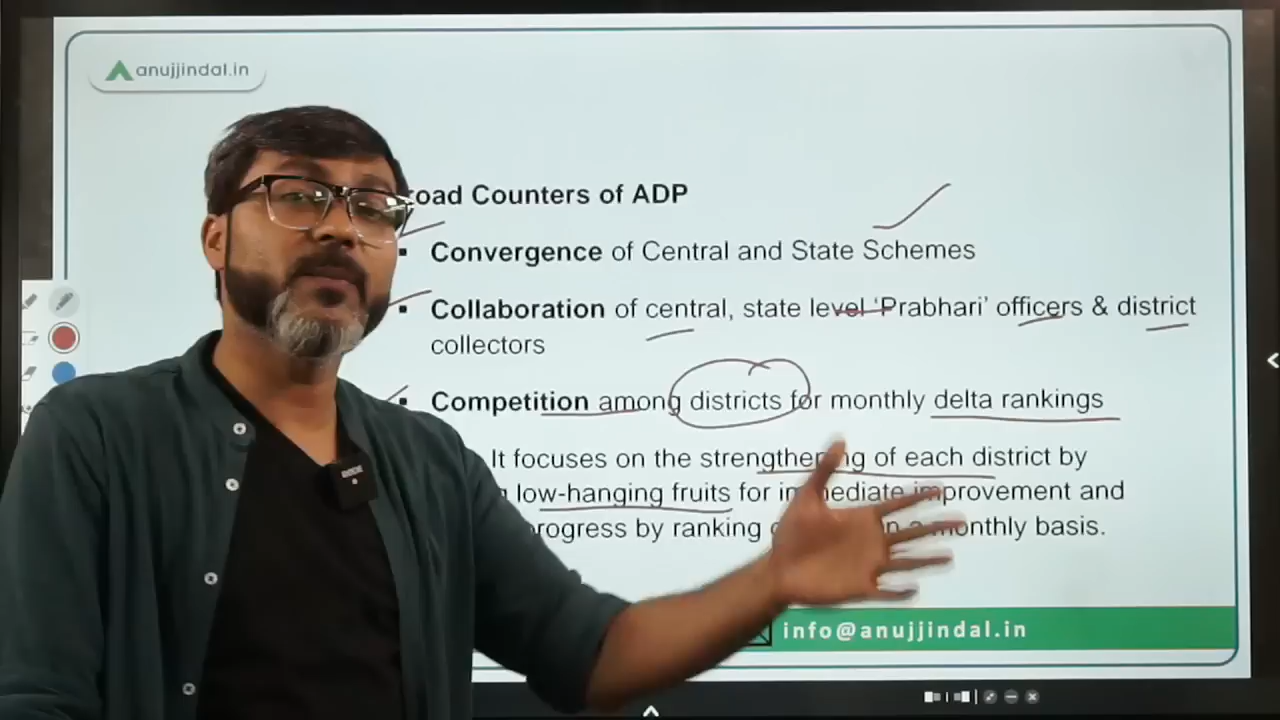 anujjindal.in
Counters of ADP
Convergence of Central and State Schemes
Collaboration of central, state level ‘Prabhari’ officers & district
collectors
Competition among districts for monthly delta rankings
It focuses on the strengthening of each district by
low-hanging fruits for immediate improvement and
by ranking monthly basis.
info@anujjindal.in